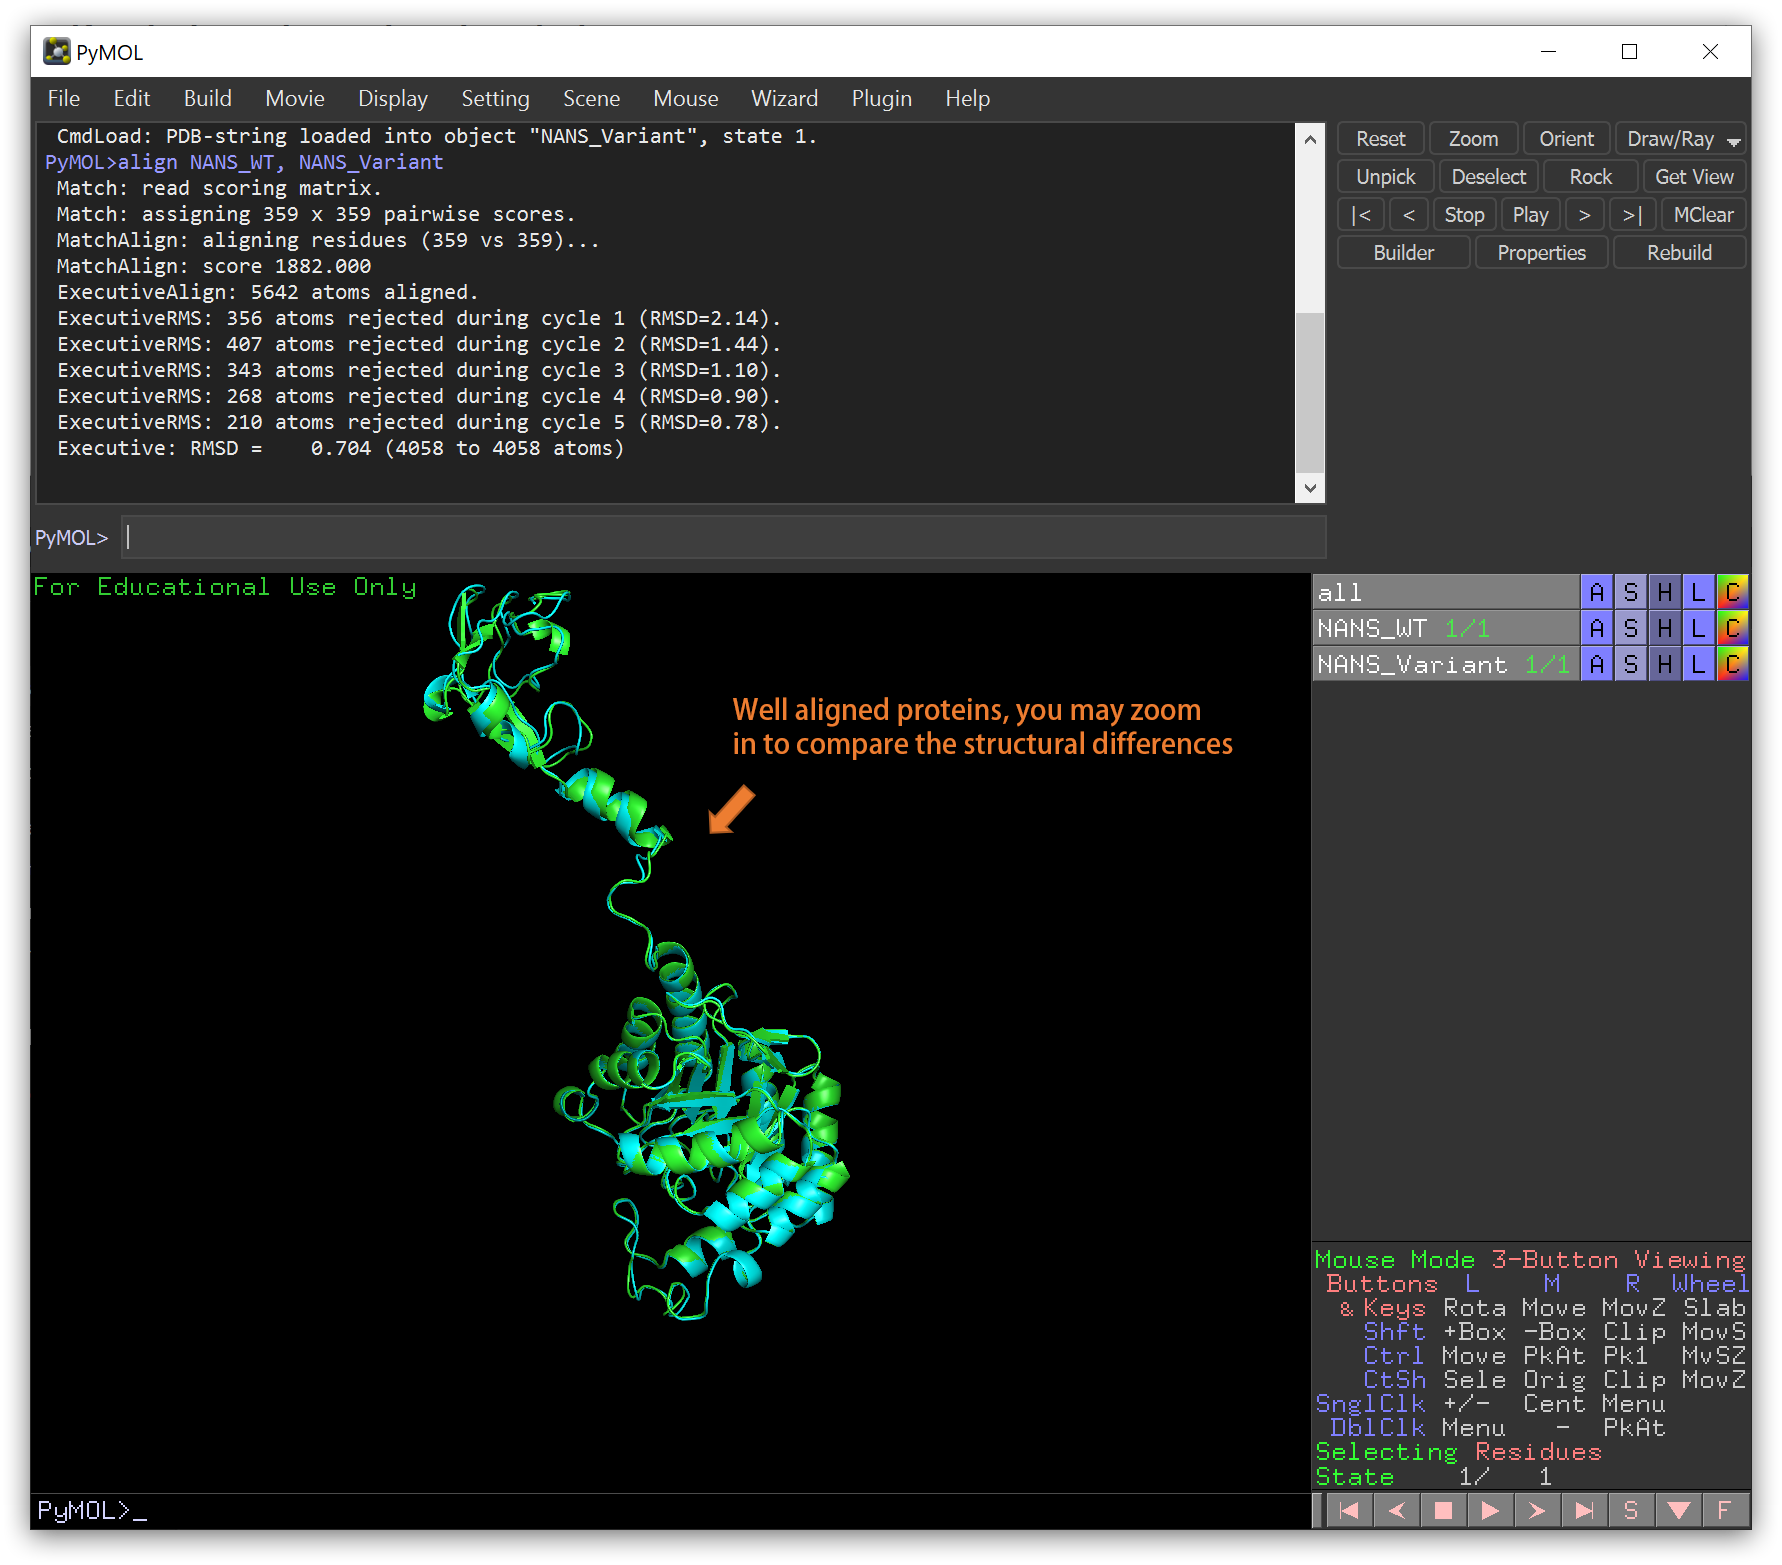 PyMOL
File Edit Build Movie Display Setting Scene Mouse Wizard Plugin Help
CmdLoad: PDB-string loaded into object "NANS_Variant", state 1.
PyMOL>align NANS_WT, NANS_Variant
Match: read scoring matrix.
Match: assigning 359 x 359 pairwise scores.
MatchAlign: aligning residues (359 vs 359)...
MatchAlign: score 1882.000
ExecutiveAlign: 5642 atoms aligned.
ExecutiveRMS: 356 atoms rejected during cycle 1 (RMSD=2.14).
ExecutiveRMS: 407 atoms rejected during cycle 2 (RMSD=1.44).
ExecutiveRMS: 343 atoms rejected during cycle 3 (RMSD=1.10).
ExecutiveRMS: 268 atoms rejected during cycle 4 (RMSD=0.90).
ExecutiveRMS: 210 atoms rejected during cycle 5 (RMSD=0.78).
Executive: RMSD = 0.704 (4058 to 4058 atoms)
PyMOL>
Reset Zoom Orient Draw/Ray
Unpick Deselect Rock Get View
|< < Stop Play > >| MClear
Builder Properties Rebuild
For Educational Use Only
Well aligned proteins, you may zoom
in to compare the structural differences
all A S H L C
NANS_WT 1/1 A S H L C
NANS_Variant 1/1 A S H L C
Mouse Mode 3-Button Viewing
Buttons L M R Wheel
& Keys Rota Move MovZ Slab
Shft +Box -Box Clip MovS
Ctrl Move PkAt Pk1 MvSZ
CtSh Sele Orig Clip MovZ
SnglClk +/- Cent Menu
DblClk Menu - PkAt
Selecting Residues
State 1/ 1
PyMOL>_
S F